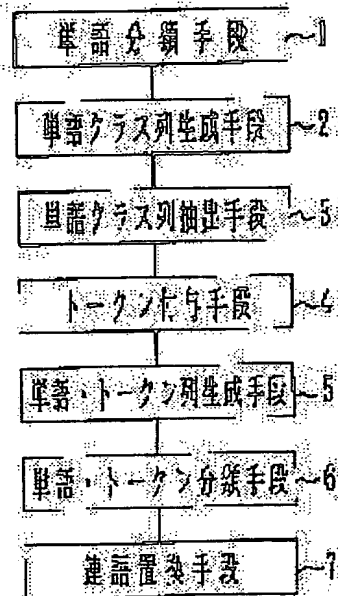 単語分類手段 ~1
単語クラス列生成手段 ~2
単語クラス列抽出手段 ~3
トークン付与手段 ~4
単語・トークン列生成手段 ~5
単語・トークン分類手段 ~6
連語置換手段 ~7